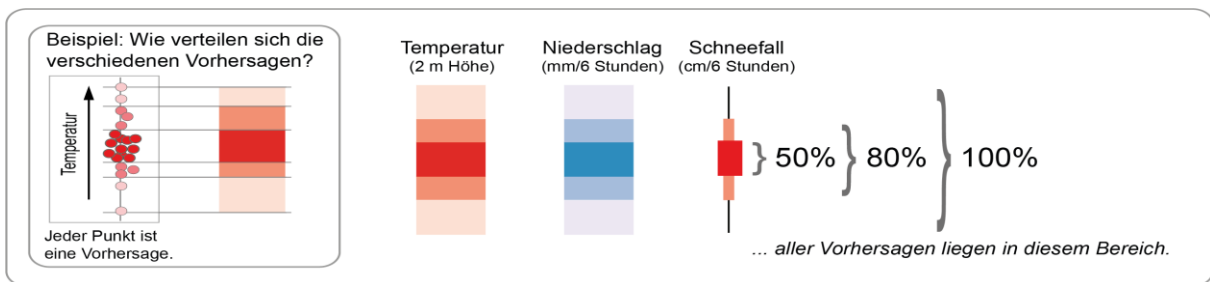 Beispiel: Wie verteilen sich die
verschiedenen Vorhersagen?
Temperatur
Jeder Punkt ist
eine Vorhersage.
Temperatur
(2 m Höhe)
Niederschlag
(mm/6 Stunden)
Schneefall
(cm/6 Stunden)
50%
80%
100%
... aller Vorhersagen liegen in diesem Bereich.